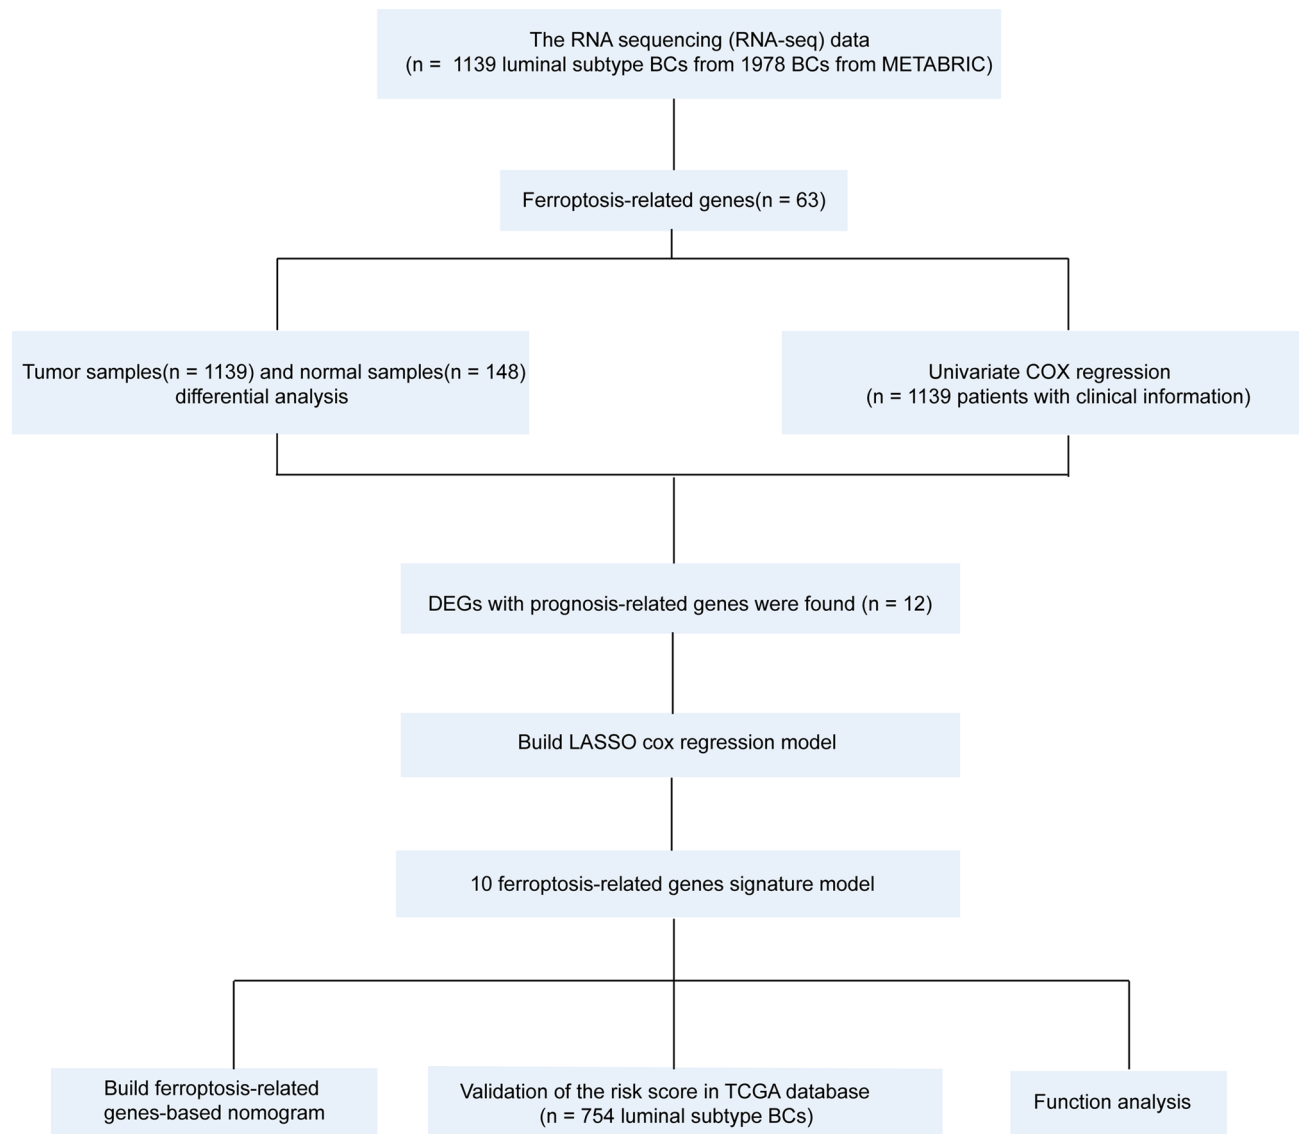 The RNA sequencing (RNA-seq) data
(n = 1139 luminal subtype BCs from 1978 BCs from METABRIC)
Ferroptosis-related genes(n = 63)
Tumor samples(n = 1139) and normal samples(n = 148)
differential analysis
Univariate COX regression
(n = 1139 patients with clinical information)
DEGs with prognosis-related genes were found (n = 12)
Build LASSO cox regression model
10 ferroptosis-related genes signature model
Build ferroptosis-related
genes-based nomogram
Validation of the risk score in TCGA database
(n = 754 luminal subtype BCs)
Function analysis